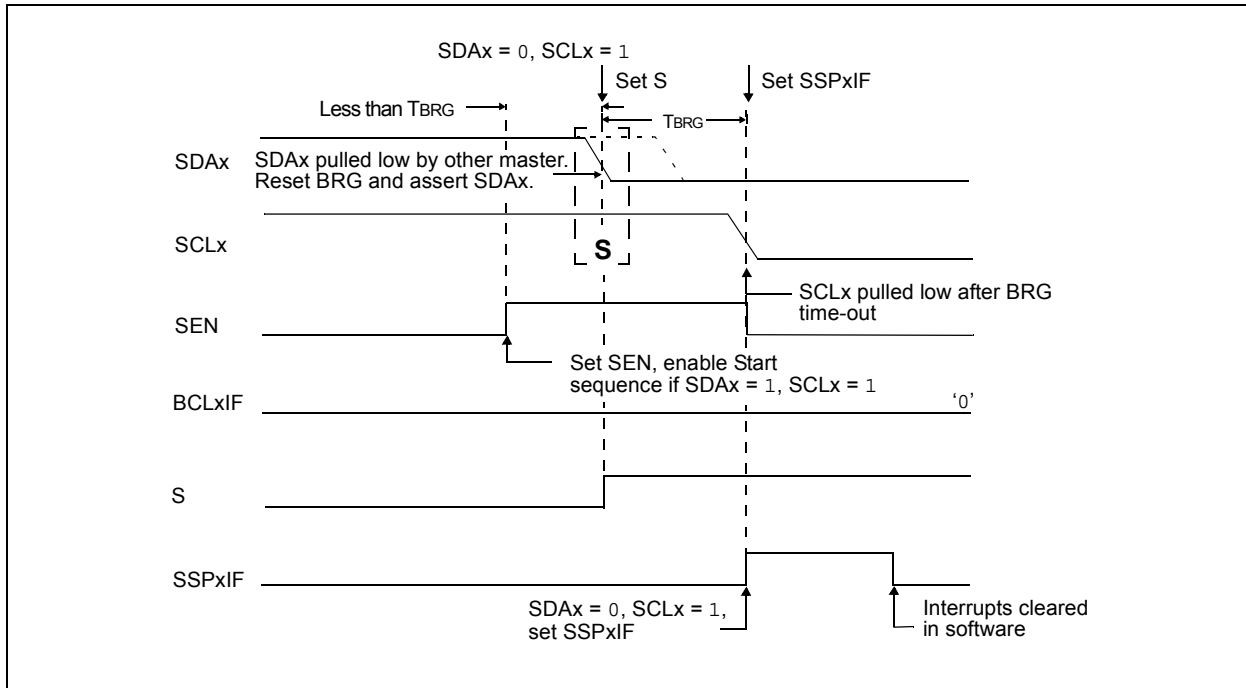 SDAx = 0, SCLx = 1
Set S
Set SSPxIF
Less than TBRG
TBRG
SDAx
SDAx pulled low by other master.
Reset BRG and assert SDAx.
SCLx
S
SCLx pulled low after BRG
time-out
SEN
Set SEN, enable Start
sequence if SDAx = 1, SCLx = 1
BCLxIF
‘0’
S
SSPxIF
SDAx = 0, SCLx = 1,
set SSPxIF
Interrupts cleared
in software